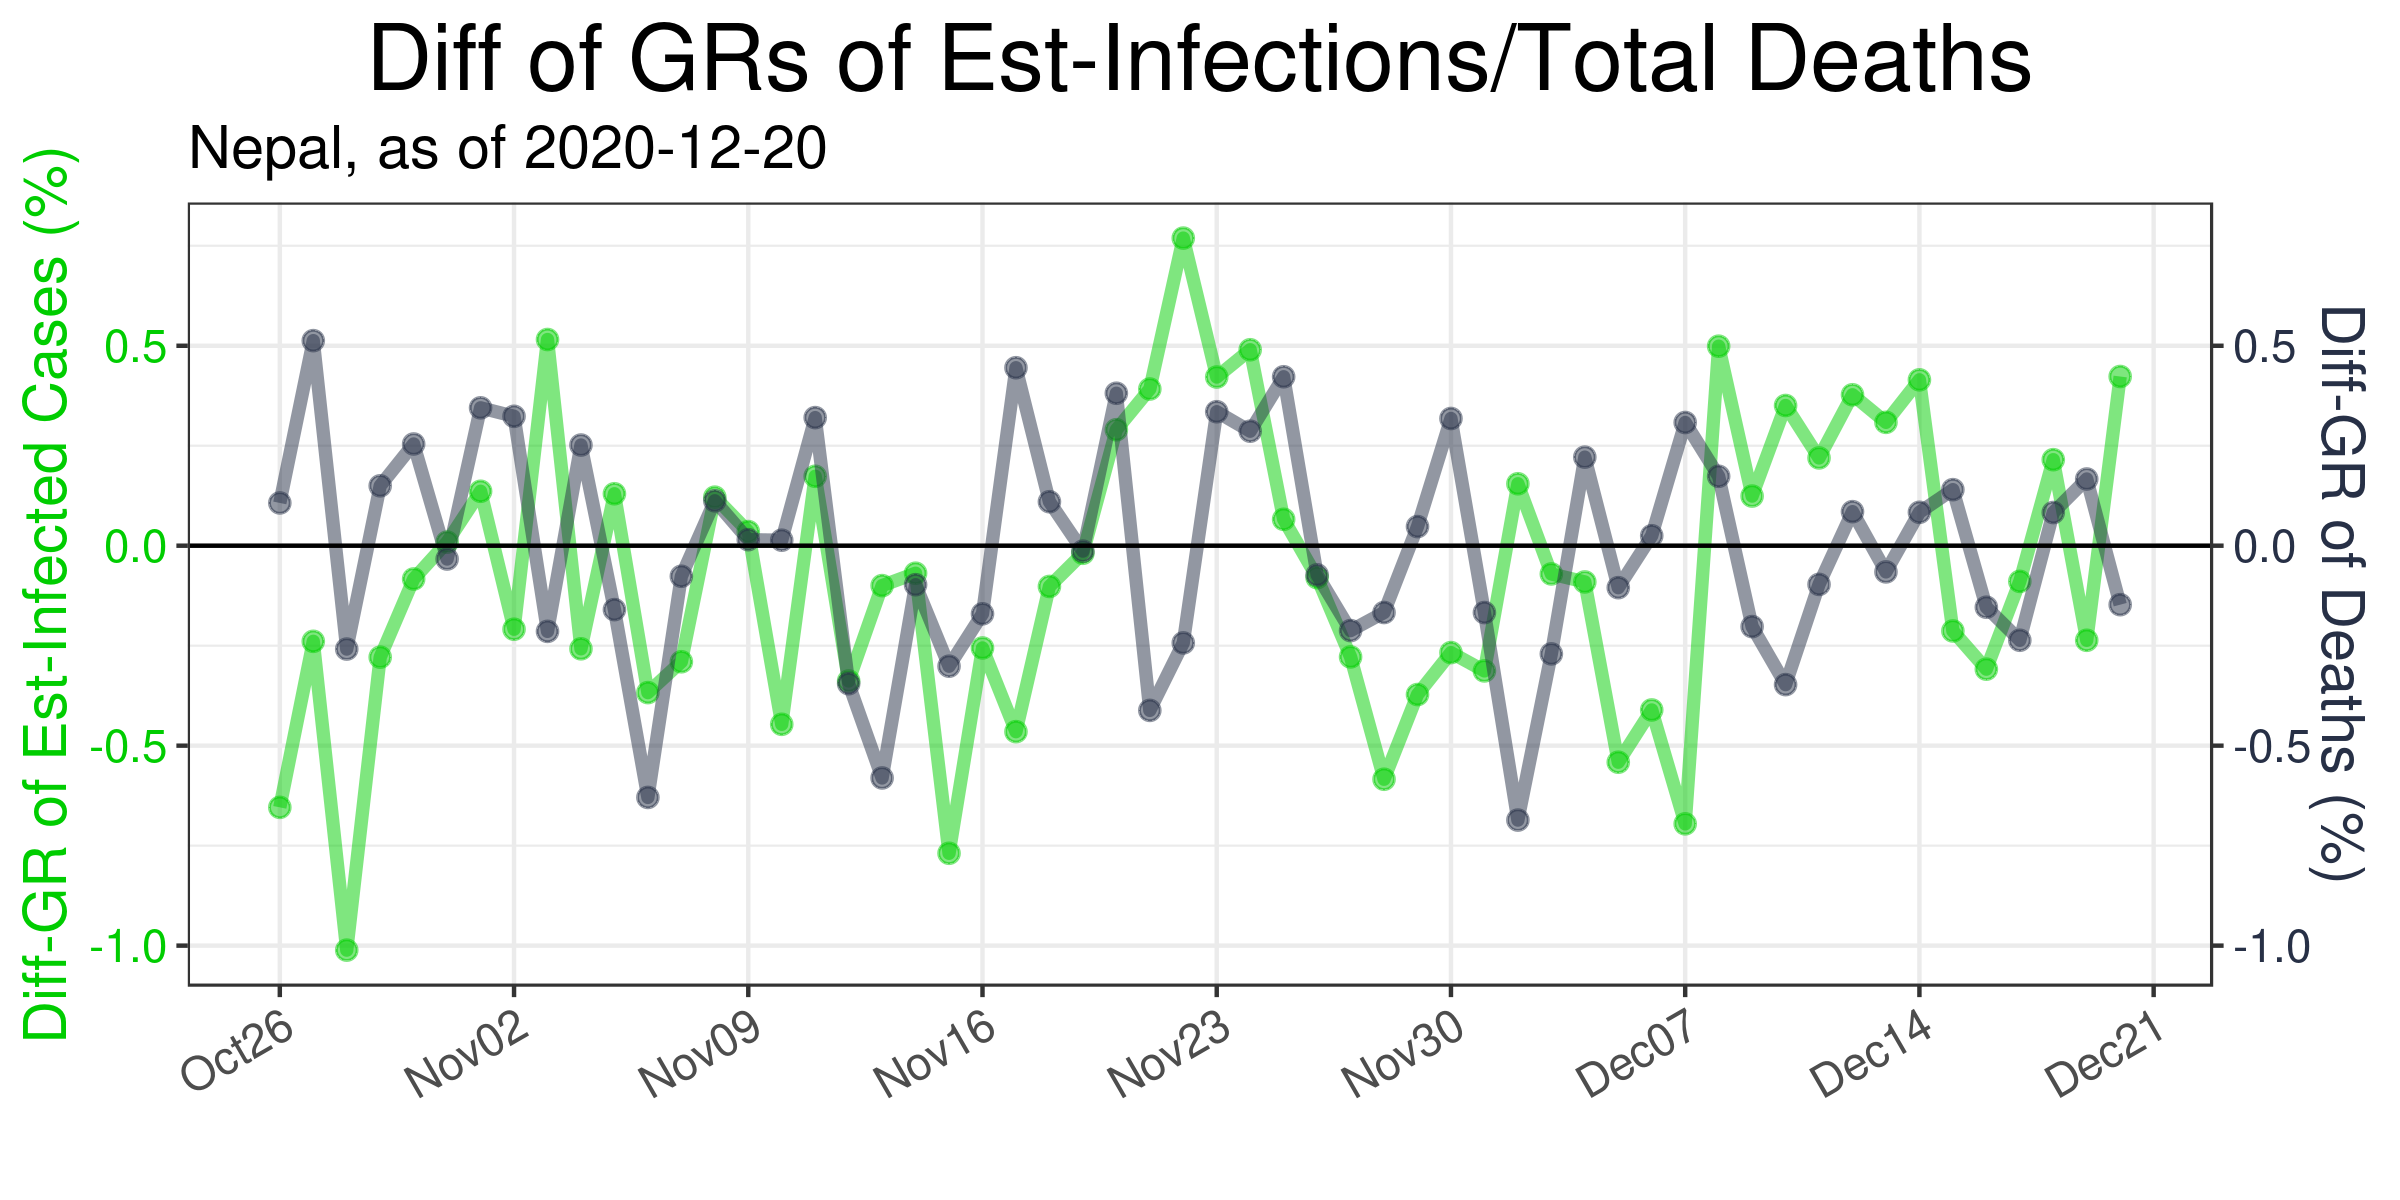 Diff of GRs of Est-Infections/Total Deaths
Nepal, as of 2020-12-20
Diff-GR of Est-Infected Cases (%)
0.5
0.0
-0.5
-1.0
0.5
0.0
-0.5
-1.0
Diff-GR of Deaths (%)
Oct26
Nov02
Nov09
Nov16
Nov23
Nov30
Dec07
Dec14
Dec21